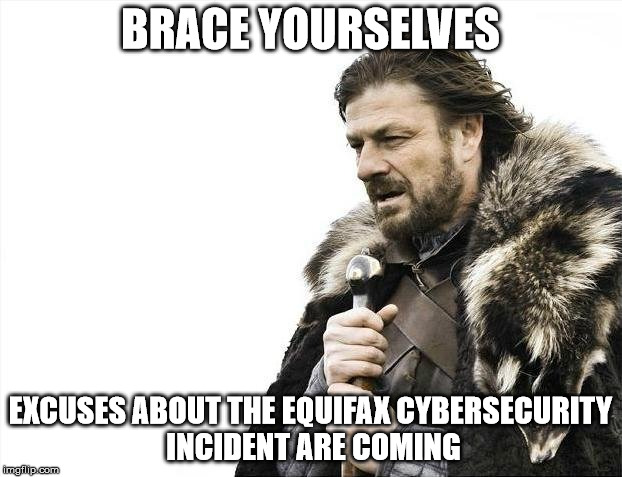 BRACE YOURSELVES
EXCUSES ABOUT THE EQUIFAX CYBERSECURITY
INCIDENT ARE COMING
imgflip.com